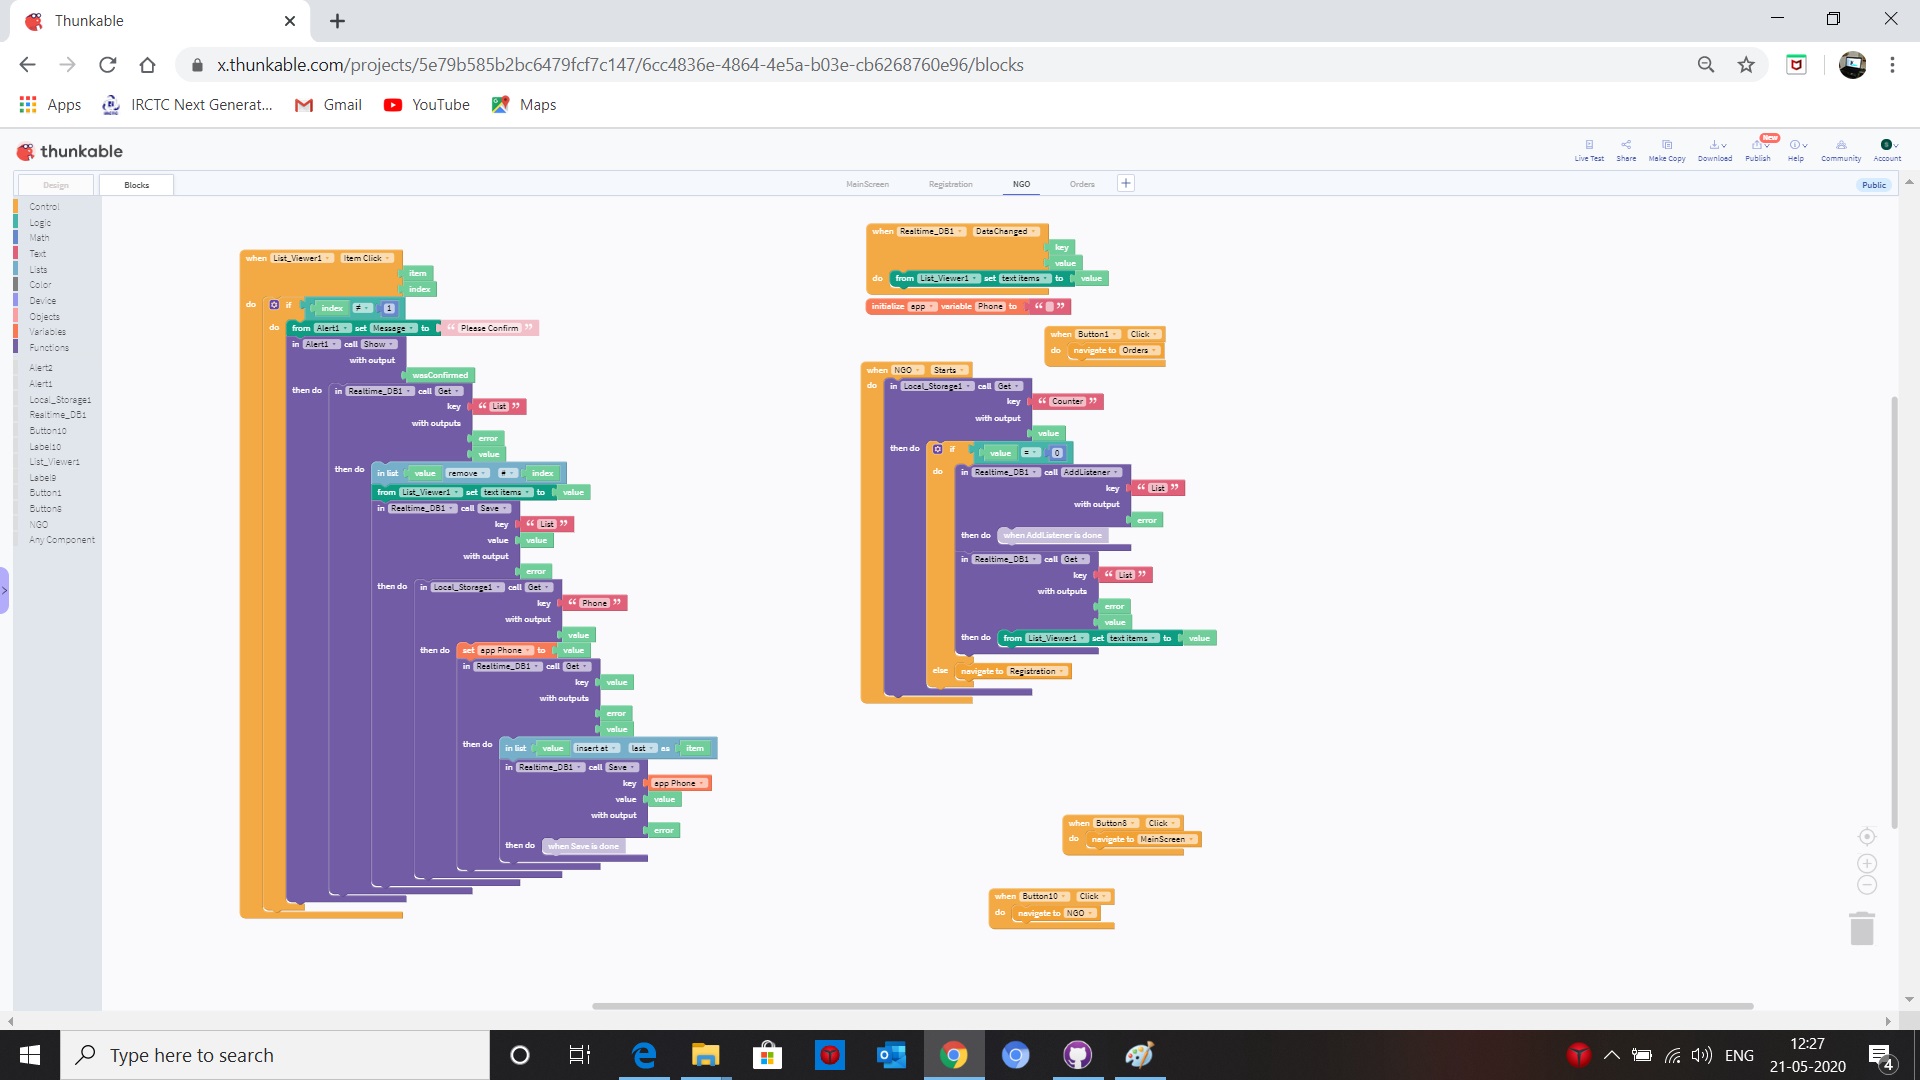 Thunkable
x.thunkable.com/projects/5e79b585b2bc6479fcf7c147/6cc4836e-4864-4e5a-b03e-cb6268760e96/blocks
Apps IRCTC Next Generat... Gmail YouTube Maps
thunkable
Live Test Share Make Copy Download New Publish Help Community Account
Design Blocks MainScreen Registration NGO Orders + Public
Control
Logic
Math
Text
Lists
Color
Device
Objects
Variables
Functions
Alert2
Alert1
Local_Storage1
Realtime_DB1
Button10
Label10
List_Viewer1
Label9
Button1
Button8
NGO
Any Component
when List_Viewer1 Item Click
item
index
do if index ≠ 1
do from Alert1 set Message to “ Please Confirm ”
in Alert1 call Show
with output
wasConfirmed
then do in Realtime_DB1 call Get
key “ List ”
with outputs
error
value
then do in list value remove # index
from List_Viewer1 set text items to value
in Realtime_DB1 call Save
key “ List ”
value value
with output
error
then do in Local_Storage1 call Get
key “ Phone ”
with output
value
then do set app Phone to value
in Realtime_DB1 call Get
key value
with outputs
error
value
then do in list value insert at last as item
in Realtime_DB1 call Save
key app Phone
value value
with output
error
then do when Save is done
when Realtime_DB1 DataChanged
key
value
do from List_Viewer1 set text items to value
initialize app variable Phone to “ ”
when Button1 Click
do navigate to Orders
when NGO Starts
do in Local_Storage1 call Get
key “ Counter ”
with output
value
then do if value = 0
do in Realtime_DB1 call AddListener
key “ List ”
with output
error
then do when AddListener is done
in Realtime_DB1 call Get
key “ List ”
with outputs
error
value
then do from List_Viewer1 set text items to value
else navigate to Registration
when Button8 Click
do navigate to MainScreen
when Button10 Click
do navigate to NGO
Type here to search
ENG
12:27
21-05-2020
4